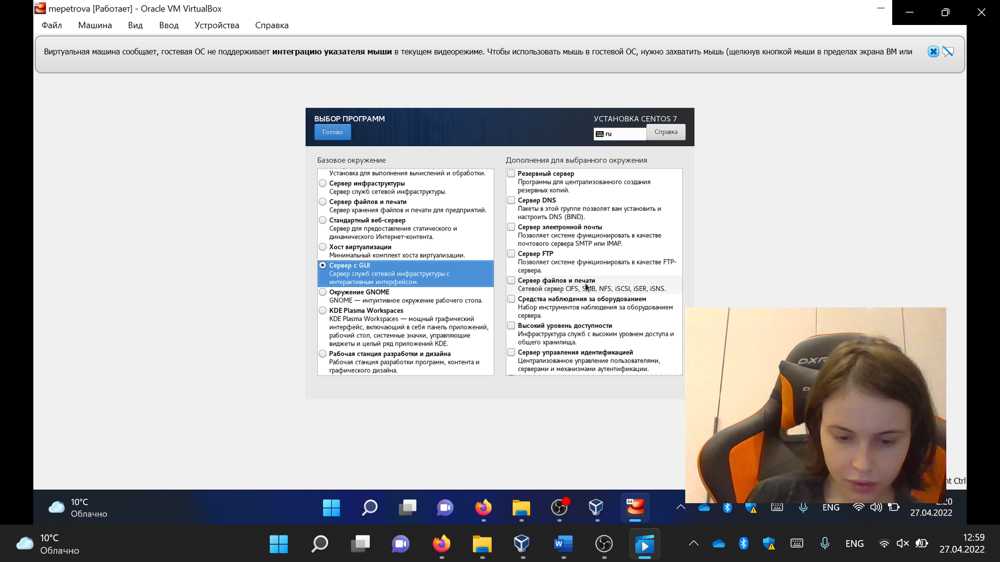 mepetrova [Работает] - Oracle VM VirtualBox
Файл Машина Вид Ввод Устройства Справка
Виртуальная машина сообщает, гостевая ОС не поддерживает интеграцию указателя мыши в текущем видеорежиме. Чтобы использовать мышь в гостевой ОС, нужно захватить мышь (щелкнув кнопкой мыши в пределах экрана ВМ или
ВЫБОР ПРОГРАММ
УСТАНОВКА CENTOS 7
Готово
ru
Справка
Базовое окружение
Установка для выполнения вычислений и обработки.
Сервер инфраструктуры
Сервер служб сетевой инфраструктуры.
Сервер файлов и печати
Сервер хранения файлов и печати для предприятий.
Стандартный веб-сервер
Сервер для предоставления статического и
динамического Интернет-контента.
Хост виртуализации
Минимальный комплект хоста виртуализации.
Сервер с GUI
Сервер служб сетевой инфраструктуры с
интерактивным интерфейсом.
Окружение GNOME
GNOME — интуитивное окружение рабочего стола.
KDE Plasma Workspaces
KDE Plasma Workspaces — мощный графический
интерфейс, включающий в себя панель приложений,
рабочий стол, системные значки, управляющие
виджеты и целый ряд приложений KDE.
Рабочая станция разработки и дизайна
Рабочая станция разработки программ, контента и
графического дизайна.
Дополнения для выбранного окружения
Резервный сервер
Программы для централизованного создания
резервных копий.
Сервер DNS
Пакеты в этой группе позволят вам установить и
настроить DNS (BIND).
Сервер электронной почты
Позволяет системе функционировать в качестве
почтового сервера SMTP или IMAP.
Сервер FTP
Позволяет системе функционировать в качестве FTP-
сервера.
Сервер файлов и печати
Сетевой сервер CIFS, SMB, NFS, iSCSI, iSER, iSNS.
Средства наблюдения за оборудованием
Набор инструментов наблюдения за оборудованием
сервера.
Высокий уровень доступности
Инфраструктура служб с высоким уровнем доступа и
общего хранилища.
Сервер управления идентификацией
Централизованное управление пользователями,
серверами и механизмами аутентификации.
DXR
Ctrl
10°C
Облачно
64
ENG
27.04.2022
10°C
Облачно
W
ENG
12:59
27.04.2022